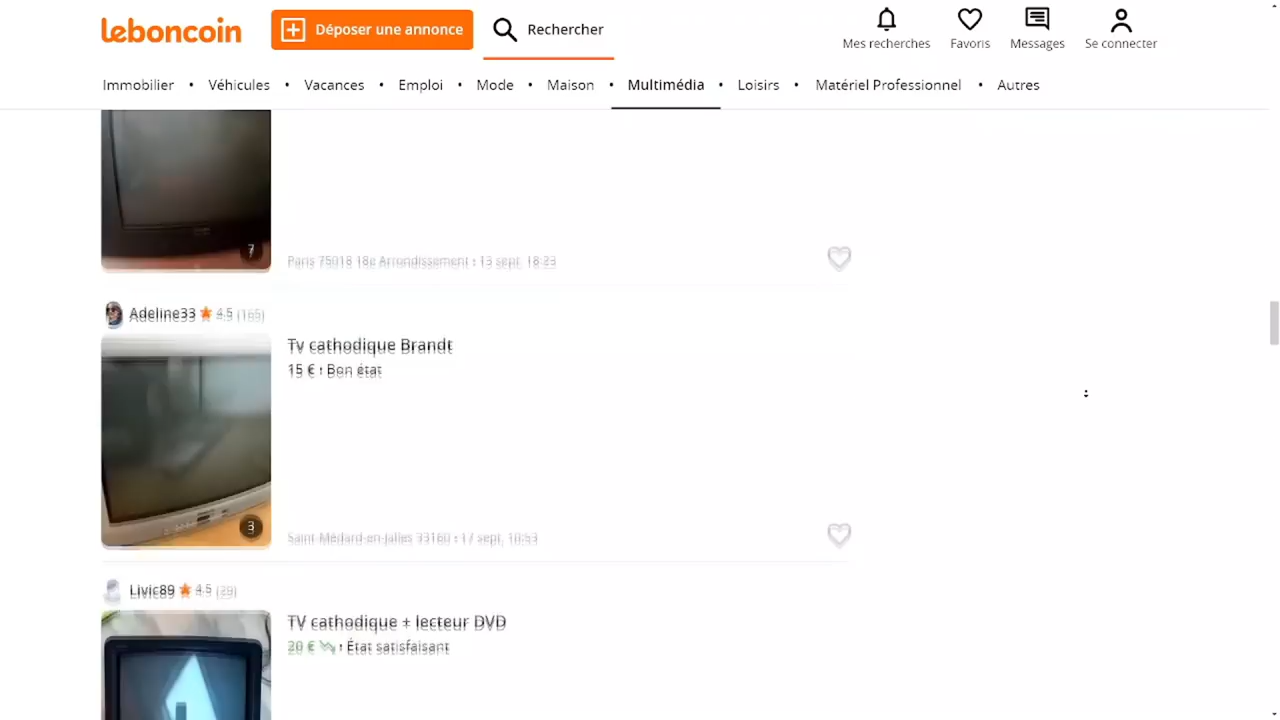 leboncoin
Déposer une annonce
Rechercher
Mes recherches
Favoris
Messages
Se connecter
Immobilier • Véhicules • Vacances • Emploi • Mode • Maison • Multimédia • Loisirs • Matériel Professionnel • Autres
7
Paris 75018 18e Arrondissement • 13 sept, 18:23
Adeline33 ★ 4.5 (165)
Tv cathodique Brandt
15 € • Bon état
3
Saint-Médard-en-Jalles 33160 • 17 sept, 10:53
Livic89 ★ 4.5 (29)
TV cathodique + lecteur DVD
20 € • État satisfaisant